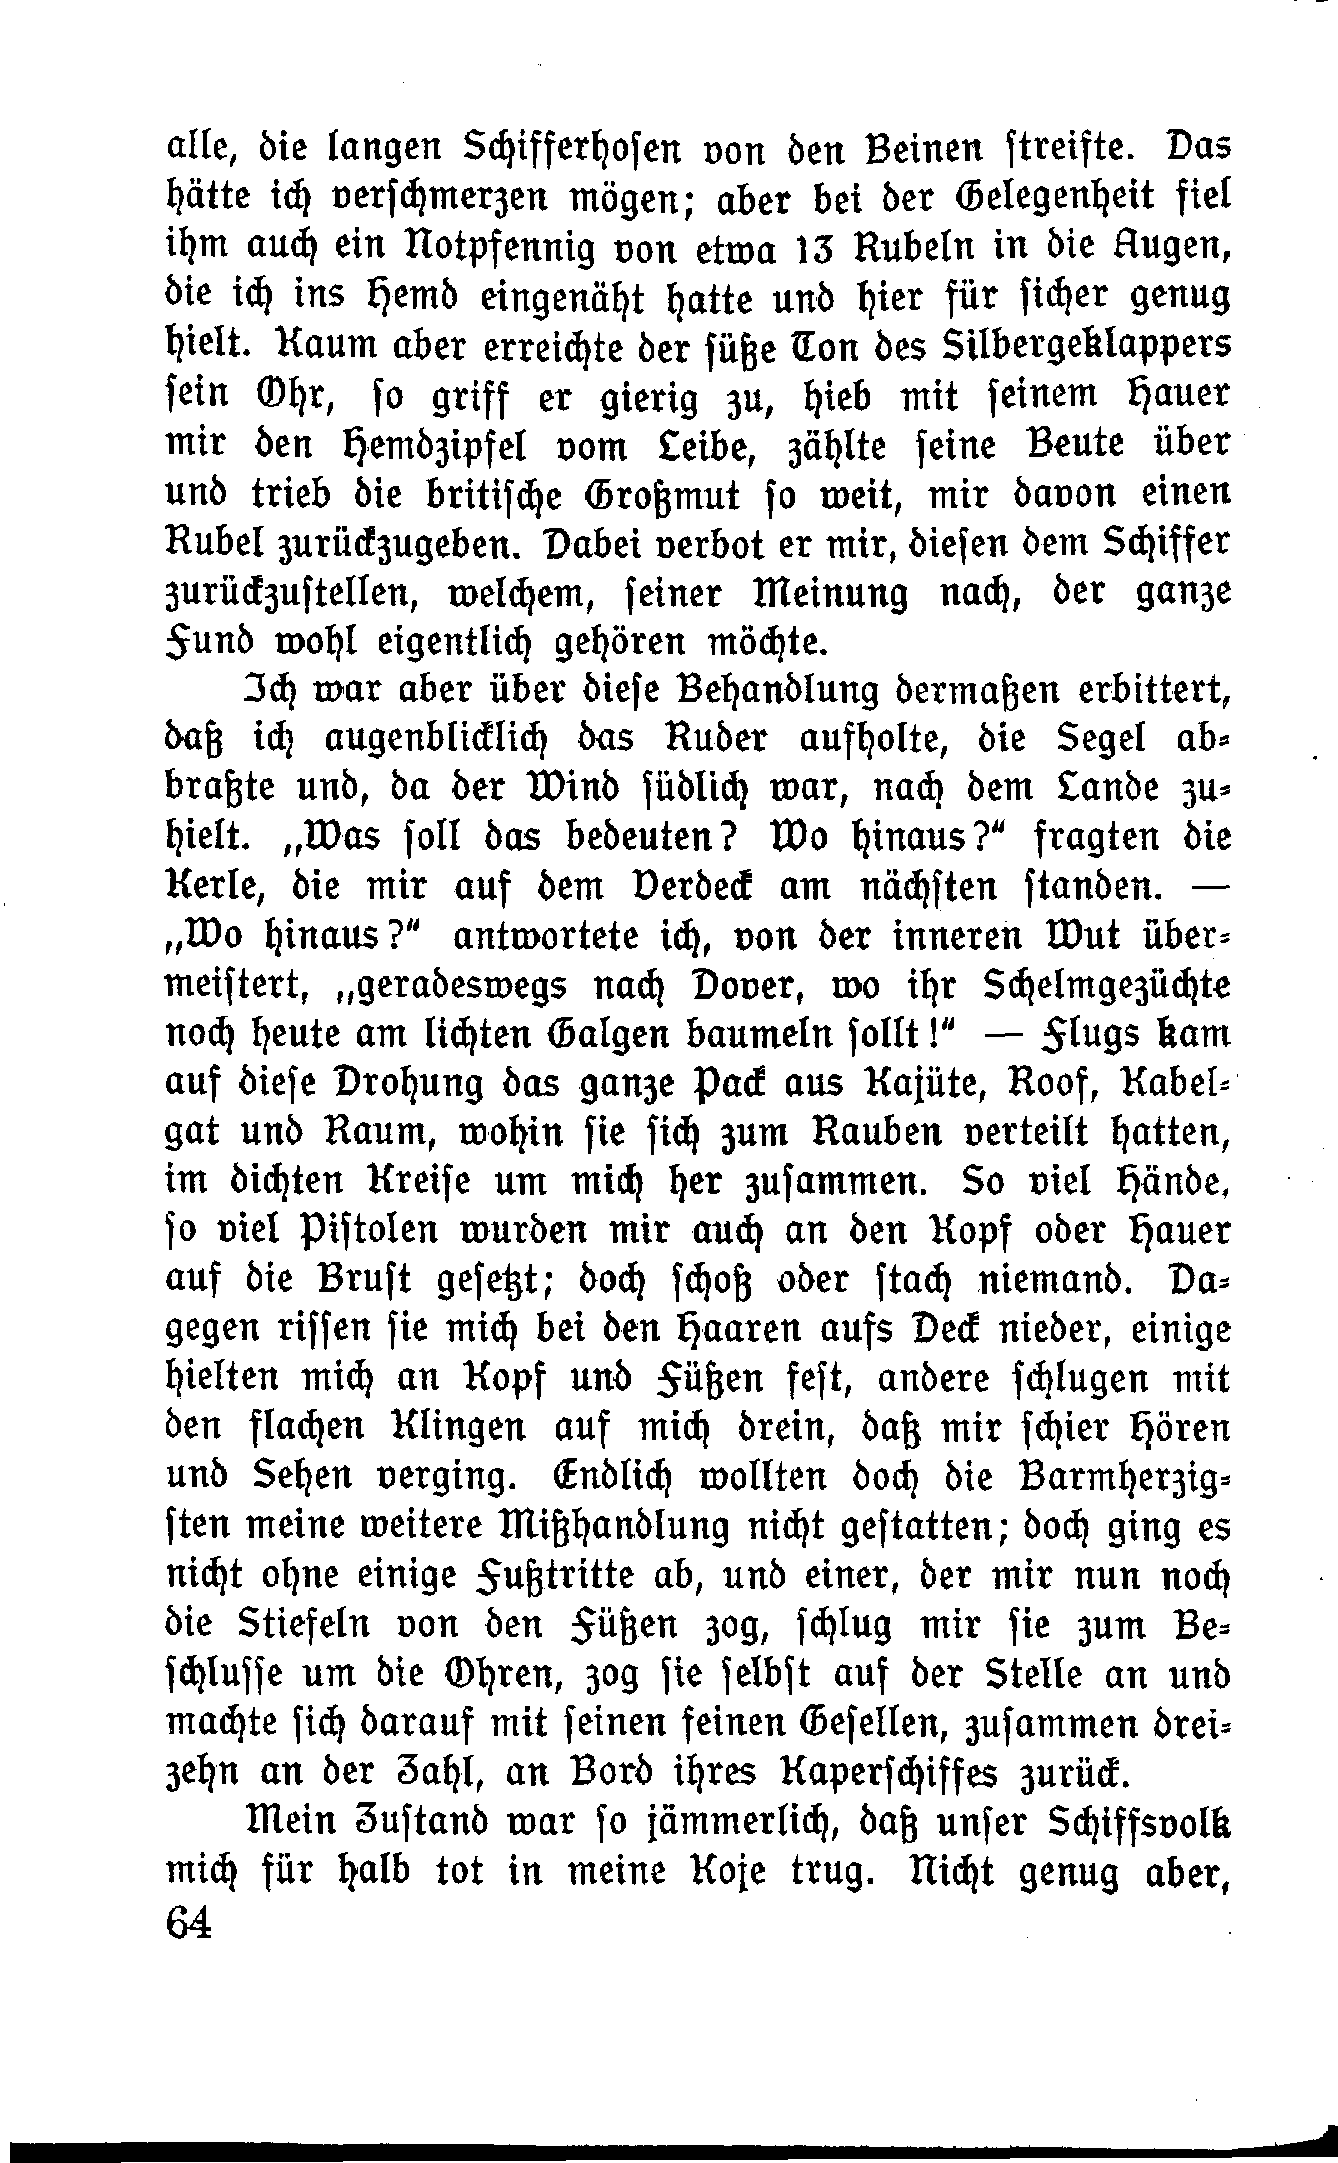 alle, die langen Schifferhosen von den Beinen streifte. Das
hätte ich verschmerzen mögen; aber bei der Gelegenheit fiel
ihm auch ein Notpfennig von etwa 13 Rubeln in die Augen,
die ich ins Hemd eingenäht hatte und hier für sicher genug
hielt. Kaum aber erreichte der süße Ton des Silbergeklappers
sein Ohr, so griff er gierig zu, hieb mit seinem Hauer
mir den Hemdzipfel vom Leibe, zählte seine Beute über
und trieb die britische Großmut so weit, mir davon einen
Rubel zurückzugeben. Dabei verbot er mir, diesen dem Schiffer
zurückzustellen, welchem, seiner Meinung nach, der ganze
Fund wohl eigentlich gehören möchte.
Ich war aber über diese Behandlung dermaßen erbittert,
daß ich augenblicklich das Ruder aufholte, die Segel ab-
braßte und, da der Wind südlich war, nach dem Lande zu-
hielt. „Was soll das bedeuten? Wo hinaus?“ fragten die
Kerle, die mir auf dem Verdeck am nächsten standen. —
„Wo hinaus?“ antwortete ich, von der inneren Wut über-
meistert, „geradeswegs nach Dover, wo ihr Schelmgezüchte
noch heute am lichten Galgen baumeln sollt!“ — Flugs kam
auf diese Drohung das ganze Pack aus Kajüte, Roof, Kabel-
gat und Raum, wohin sie sich zum Rauben verteilt hatten,
im dichten Kreise um mich her zusammen. So viel Hände,
so viel Pistolen wurden mir auch an den Kopf oder Hauer
auf die Brust gesetzt; doch schoß oder stach niemand. Da-
gegen rissen sie mich bei den Haaren aufs Deck nieder, einige
hielten mich an Kopf und Füßen fest, andere schlugen mit
den flachen Klingen auf mich drein, daß mir schier Hören
und Sehen verging. Endlich wollten doch die Barmherzig-
sten meine weitere Mißhandlung nicht gestatten; doch ging es
nicht ohne einige Fußtritte ab, und einer, der mir nun noch
die Stiefeln von den Füßen zog, schlug mir sie zum Be-
schlusse um die Ohren, zog sie selbst auf der Stelle an und
machte sich darauf mit seinen feinen Gesellen, zusammen drei-
zehn an der Zahl, an Bord ihres Kaperschiffes zurück.
Mein Zustand war so jämmerlich, daß unser Schiffsvolk
mich für halb tot in meine Koje trug. Nicht genug aber,
64